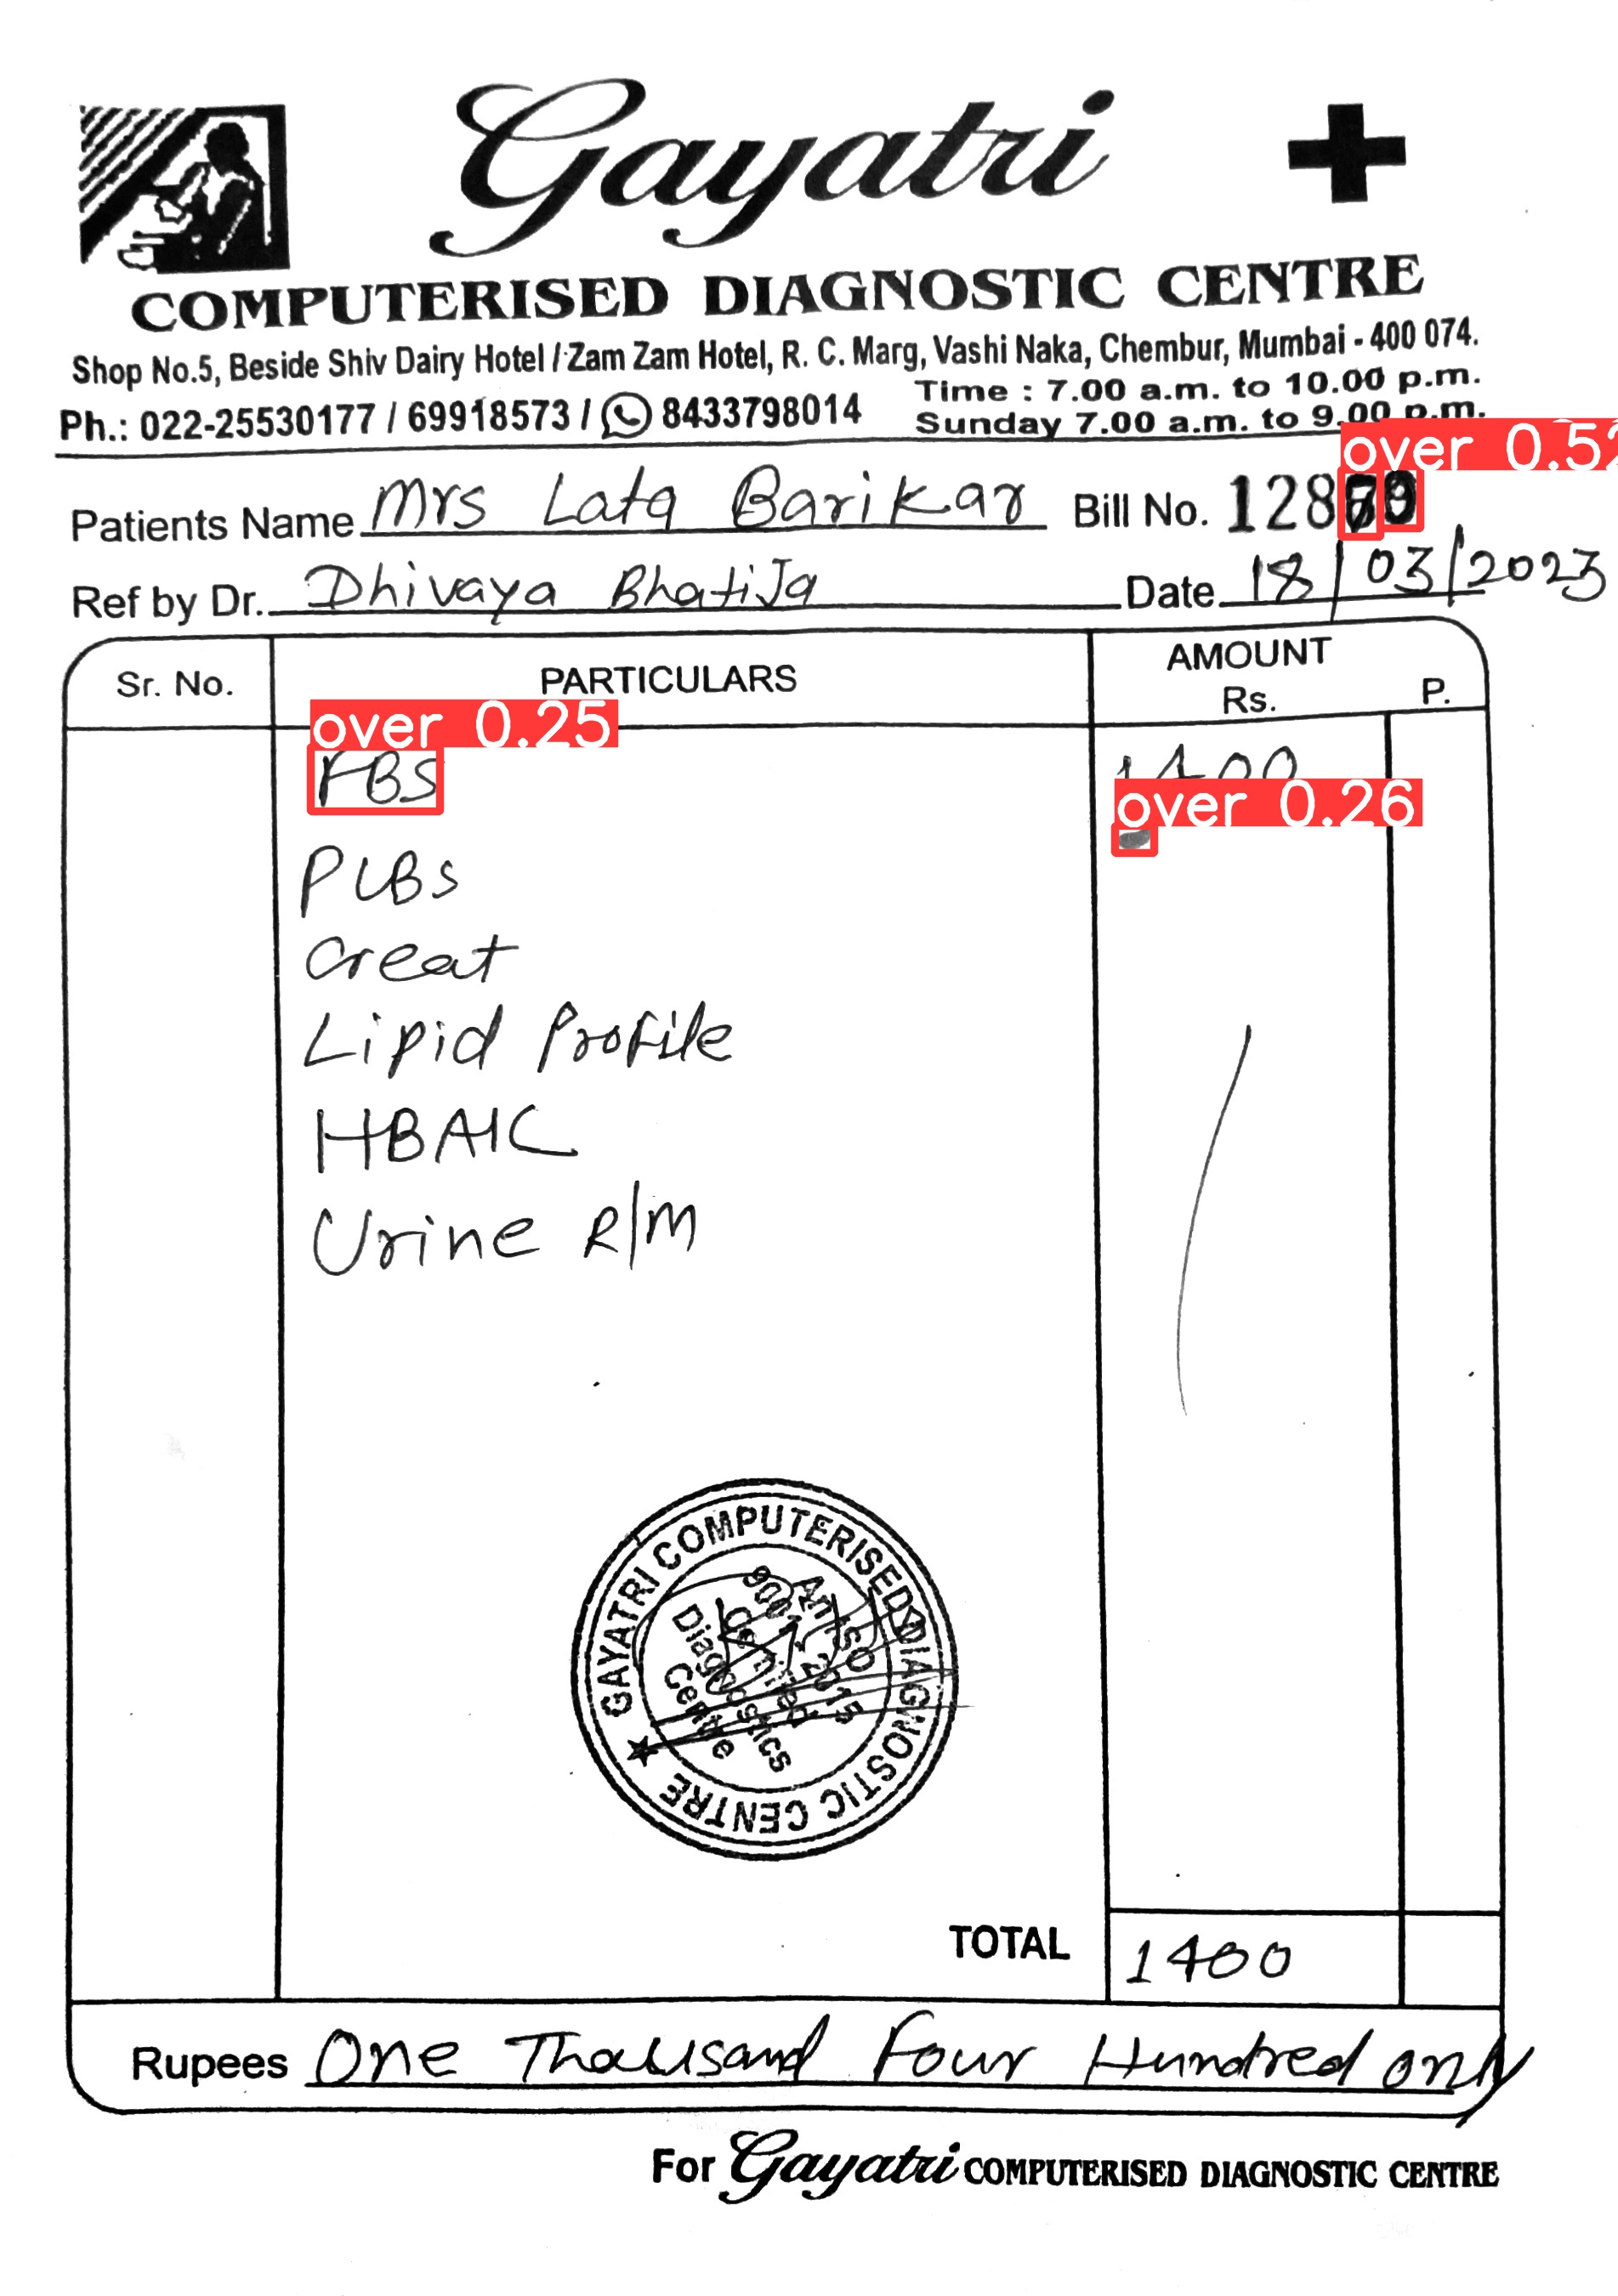 Gayatri
COMPUTERISED DIAGNOSTIC CENTRE
Shop No.5, Beside Shiv Dairy Hotel / Zam Zam Hotel, R. C. Marg, Vashi Naka, Chembur, Mumbai - 400 074.
Time : 7.00 a.m. to 10.00 p.m.
Ph.: 022-25530177 / 69918573 / 8433798014
Sunday 7.00 a.m. to 9.00 p.m.
over 0.52
Patients Name Mrs Lata Barikar Bill No.
Ref by Dr. Dhivaya Bhatija Date 18/03/2023
Sr. No. PARTICULARS AMOUNT Rs. P.
over 0.25
FBS 1400
over 0.26
PLBS
Creat
Lipid Profile
HBA1C
Urine R/M
GAYATRI COMPUTERISED DIAGNOSTIC CENTRE
An ISO
9001:2015
Certified
Diagnostics
Centre
TOTAL 1400
Rupees One Thousand Four Hundred only
For Gayatri COMPUTERISED DIAGNOSTIC CENTRE